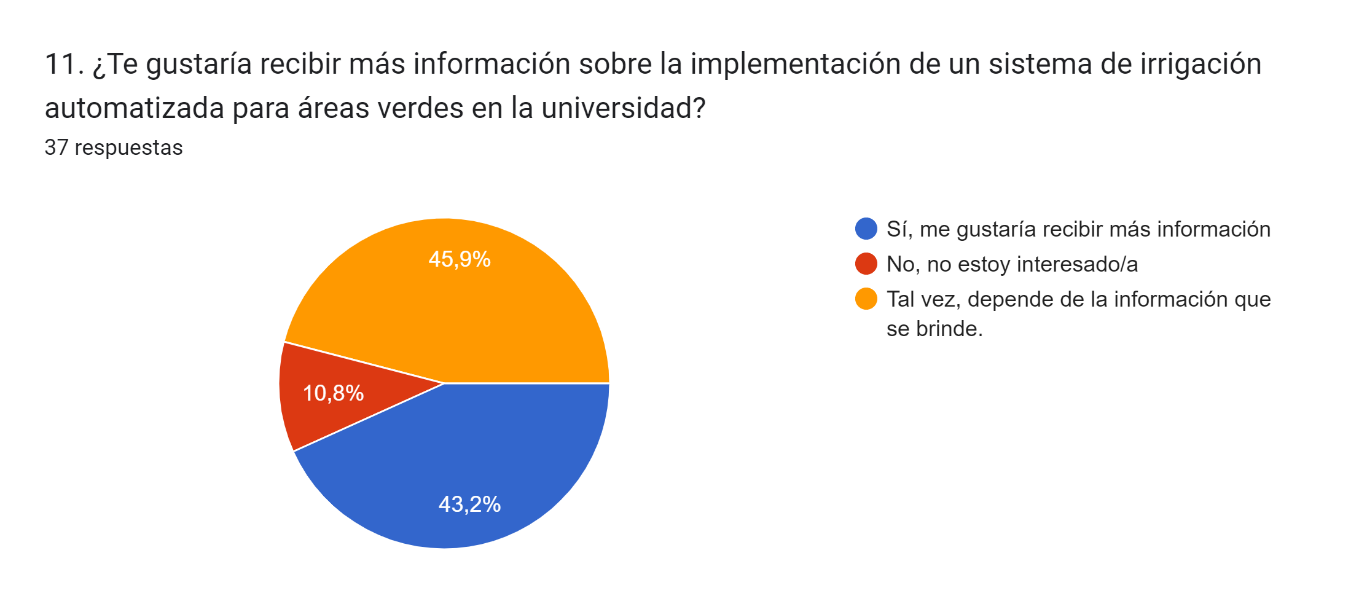 11. ¿Te gustaría recibir más información sobre la implementación de un sistema de irrigación
automatizada para áreas verdes en la universidad?
37 respuestas
45,9%
10,8%
43,2%
Sí, me gustaría recibir más información
No, no estoy interesado/a
Tal vez, depende de la información que
se brinde.